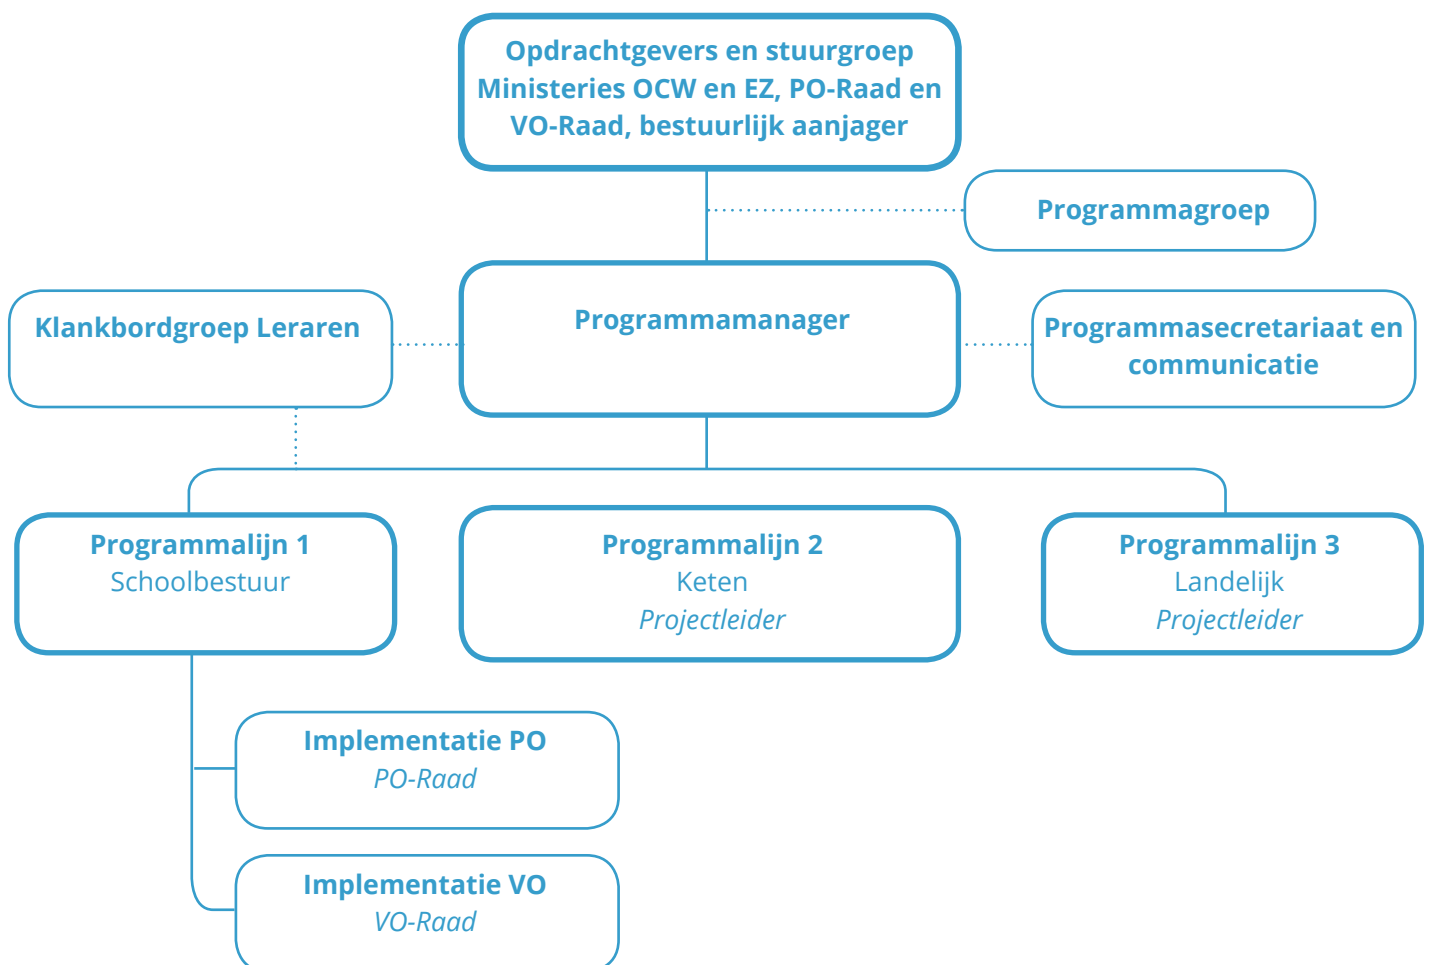 Opdrachtgevers en stuurgroep
Ministeries OCW en EZ, PO-Raad en
VO-Raad, bestuurlijk aanjager
Programmagroep
Klankbordgroep Leraren
Programmamanager
Programmasecretariaat en
communicatie
Programmalijn 1
Schoolbestuur
Programmalijn 2
Keten
Projectleider
Programmalijn 3
Landelijk
Projectleider
Implementatie PO
PO-Raad
Implementatie VO
VO-Raad